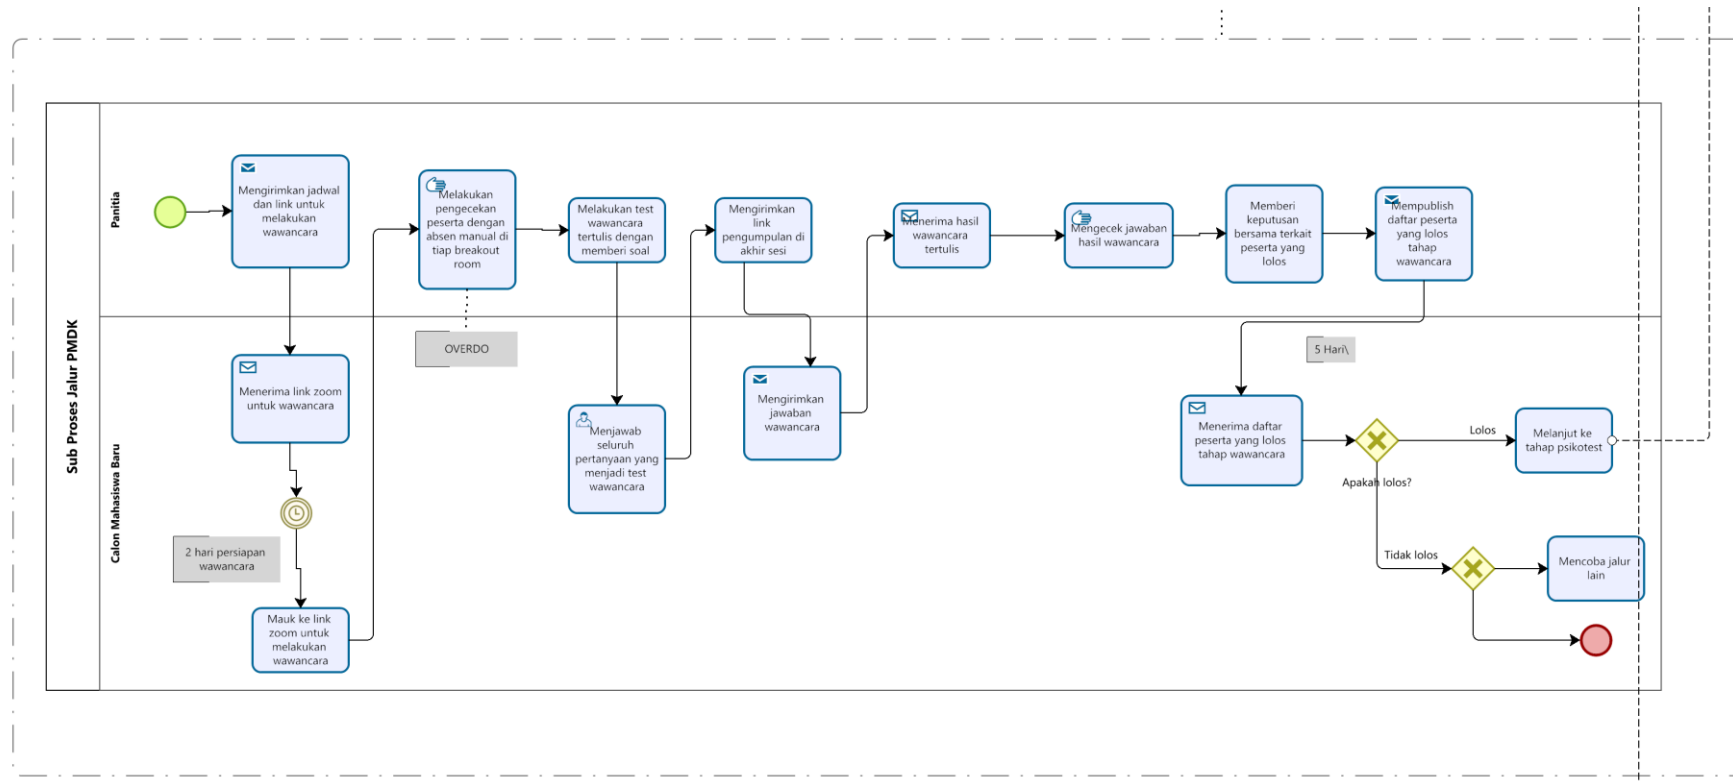 Sub Proses Jalur PMDK
Panitia
Mengirimkan jadwal
dan link untuk
melakukan
wawancara
Melakukan
pengecekan
peserta dengan
absen manual di
tiap breakout
room
Melakukan test
wawancara
tertulis dengan
memberi soal
Mengirimkan
link
pengumpulan di
akhir sesi
Menerima hasil
wawancara
tertulis
Mengecek jawaban
hasil wawancara
Memberi
keputusan
bersama terkait
peserta yang
lolos
Mempublish
daftar peserta
yang lolos
tahap
wawancara
Calon Mahasiswa Baru
OVERDO
5 Hari\
Menerima link zoom
untuk wawancara
2 hari persiapan
wawancara
Mauk ke link
zoom untuk
melakukan
wawancara
Menjawab
seluruh
pertanyaan yang
menjadi test
wawancara
Mengirimkan
jawaban
wawancara
Menerima daftar
peserta yang lolos
tahap wawancara
Apakah lolos?
Lolos
Melanjut ke
tahap psikotest
Tidak lolos
Mencoba jalur
lain